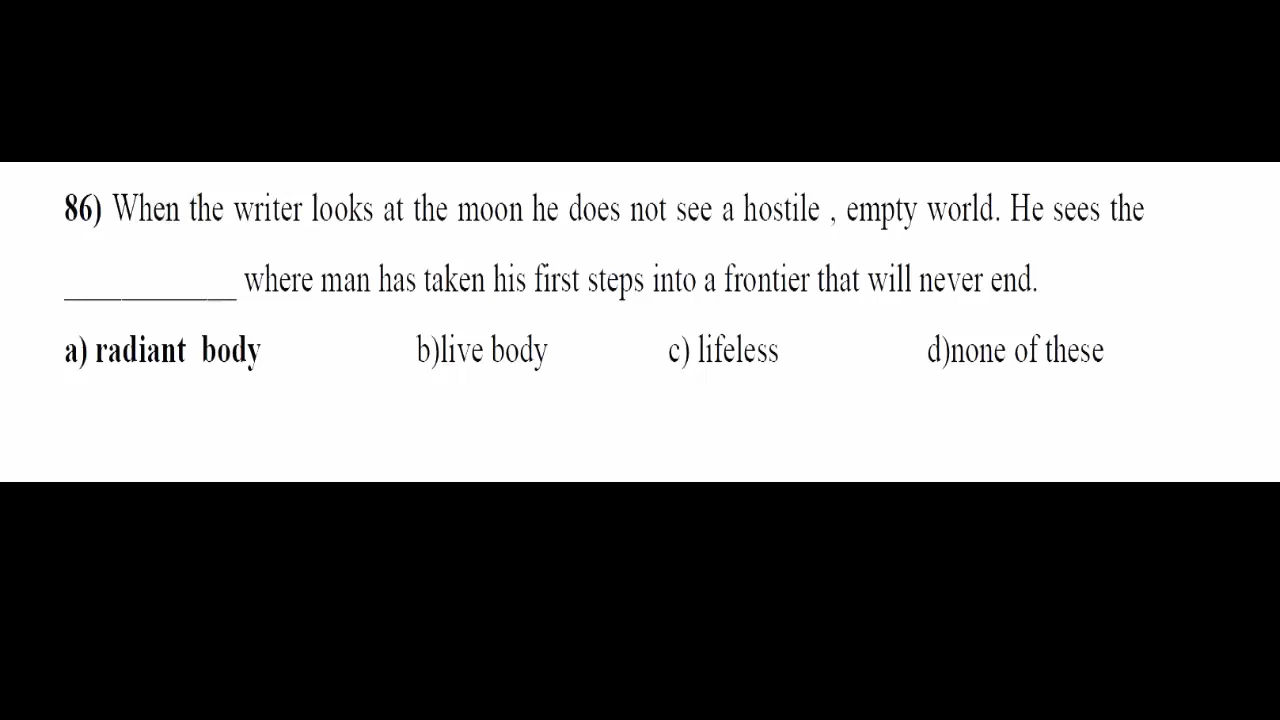 86) When the writer looks at the moon he does not see a hostile , empty world. He sees the
____________ where man has taken his first steps into a frontier that will never end.
a) radiant body b)live body c) lifeless d)none of these